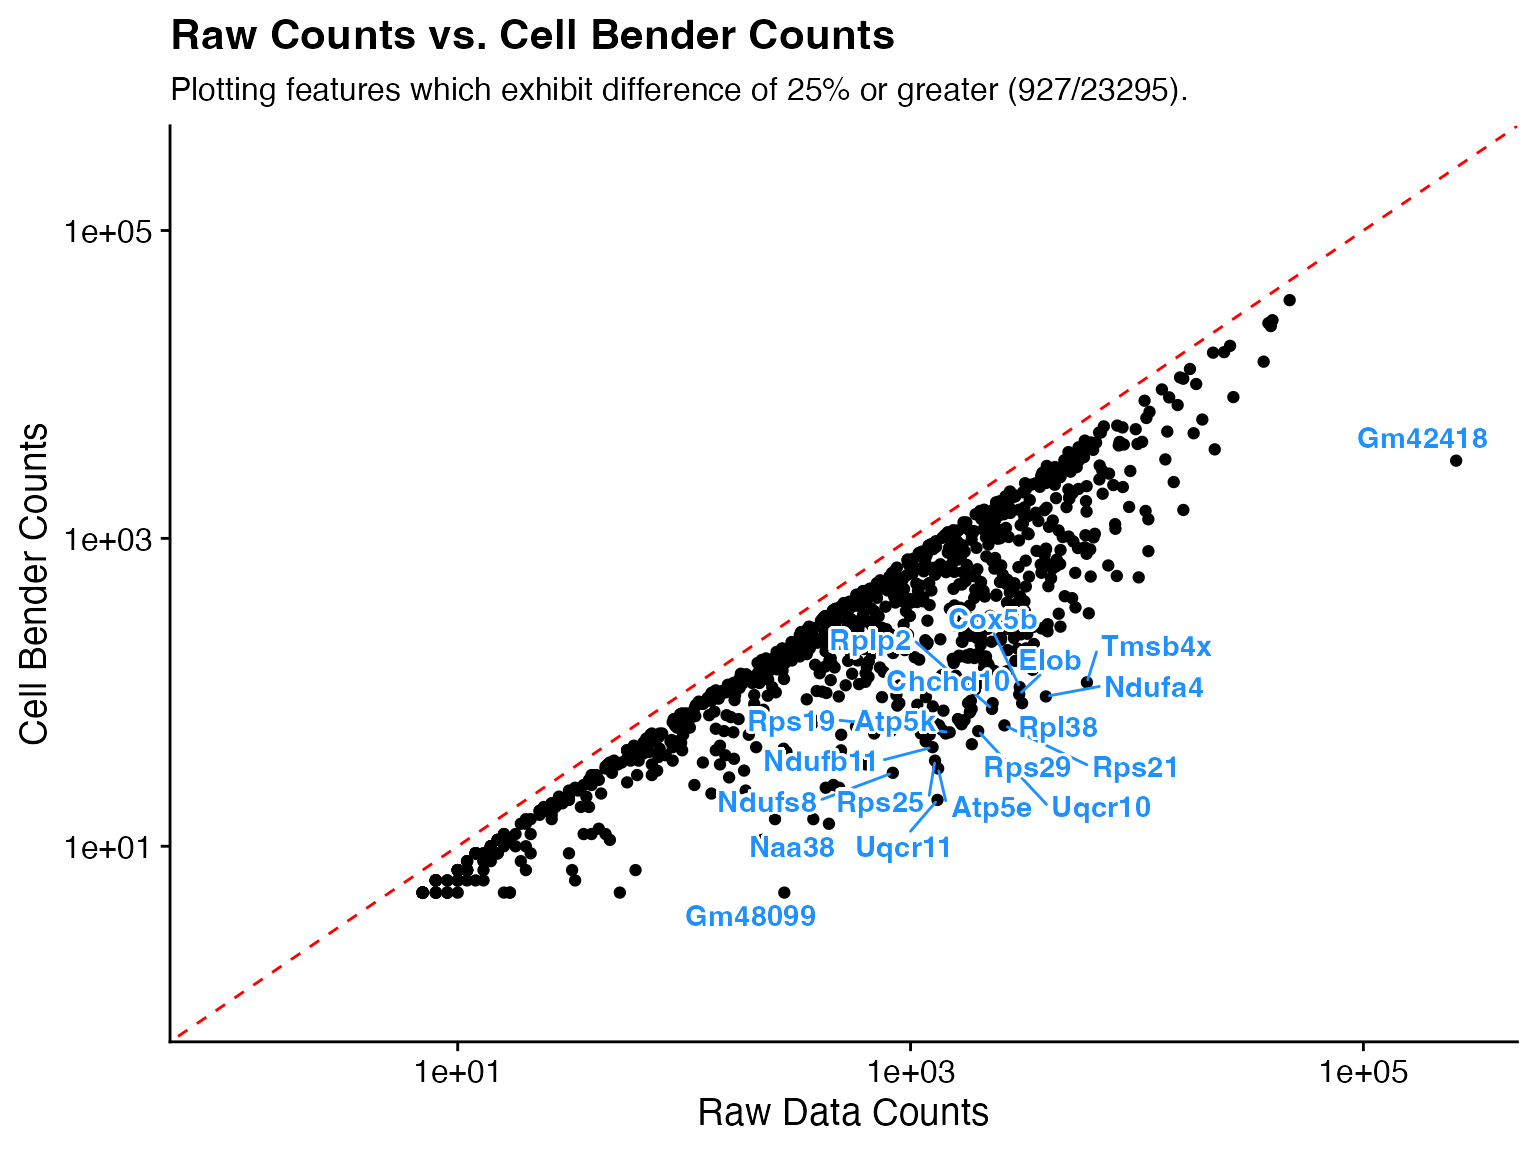 Raw Counts vs. Cell Bender Counts
Plotting features which exhibit difference of 25% or greater (927/23295).
Cell Bender Counts
1e+05
1e+03
1e+01
Gm42418
Cox5b
Rplp2
Tmsb4x
Elob
Chchd10
Ndufa4
Rps19
Atp5k
Rpl38
Ndufb11
Rps29
Rps21
Ndufs8
Rps25
Atp5e
Uqcr10
Naa38
Uqcr11
Gm48099
1e+01
1e+03
1e+05
Raw Data Counts